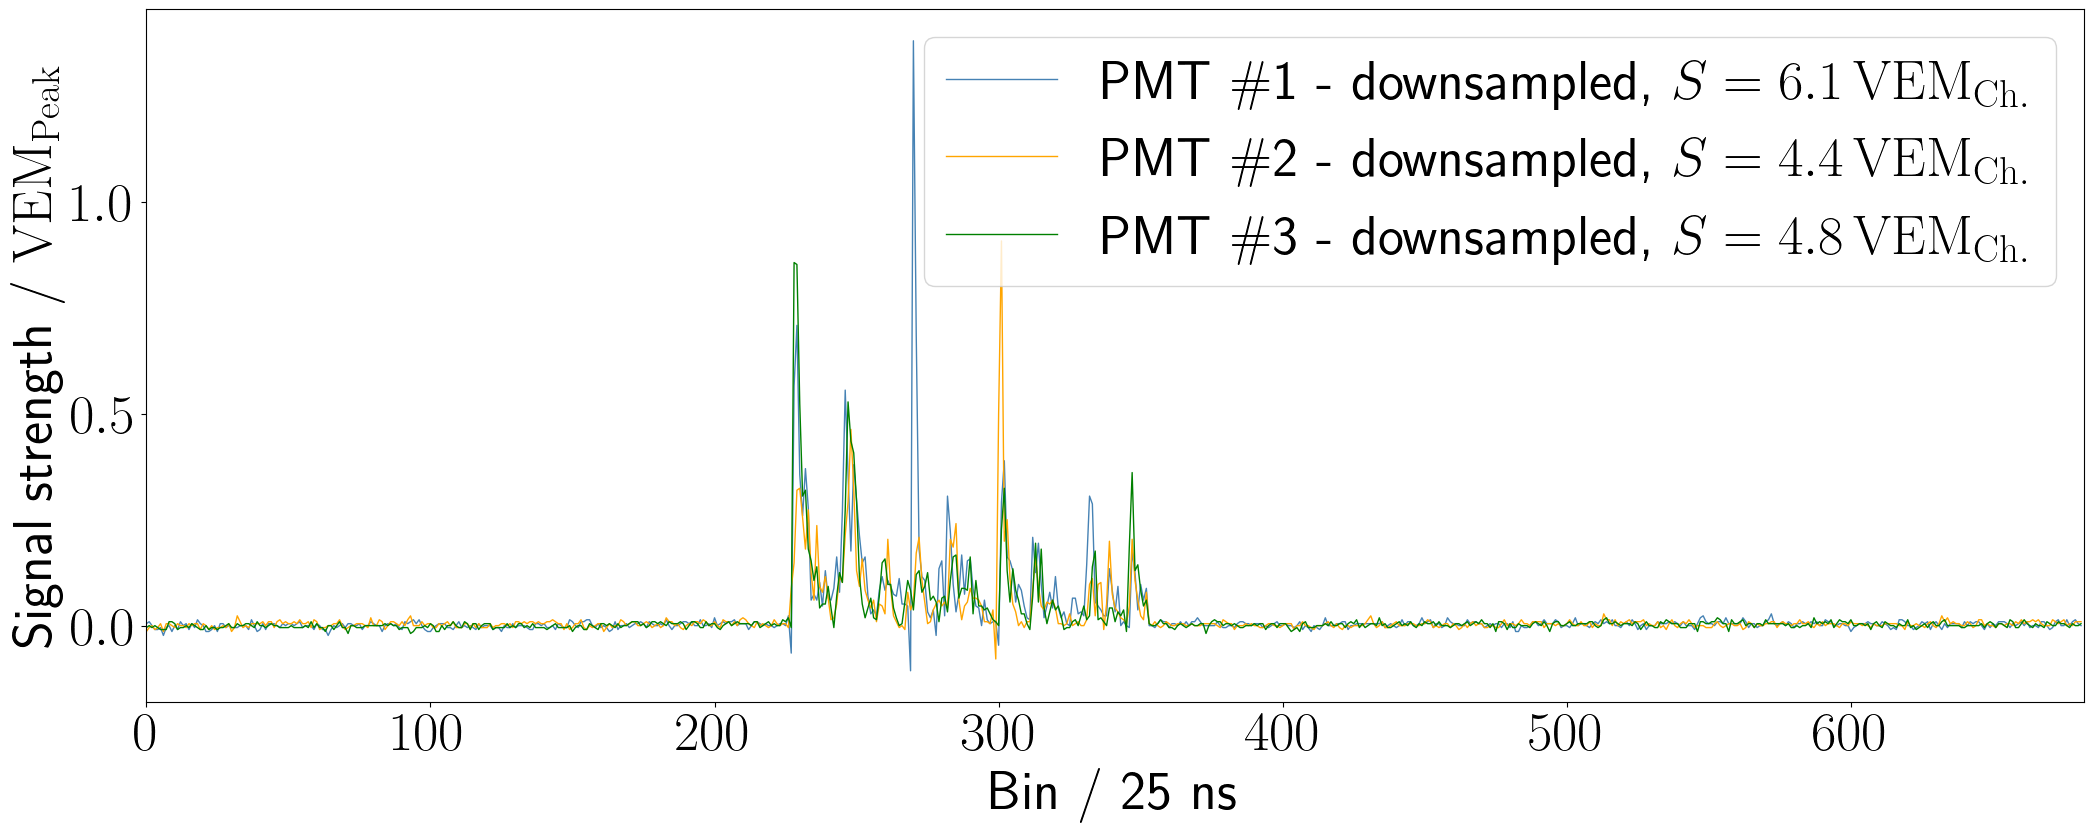 Signal strength / VEM_Peak
1.0
0.5
0.0
PMT #1 - downsampled, S = 6.1 VEM_Ch.
PMT #2 - downsampled, S = 4.4 VEM_Ch.
PMT #3 - downsampled, S = 4.8 VEM_Ch.
0 100 200 300 400 500 600
Bin / 25 ns